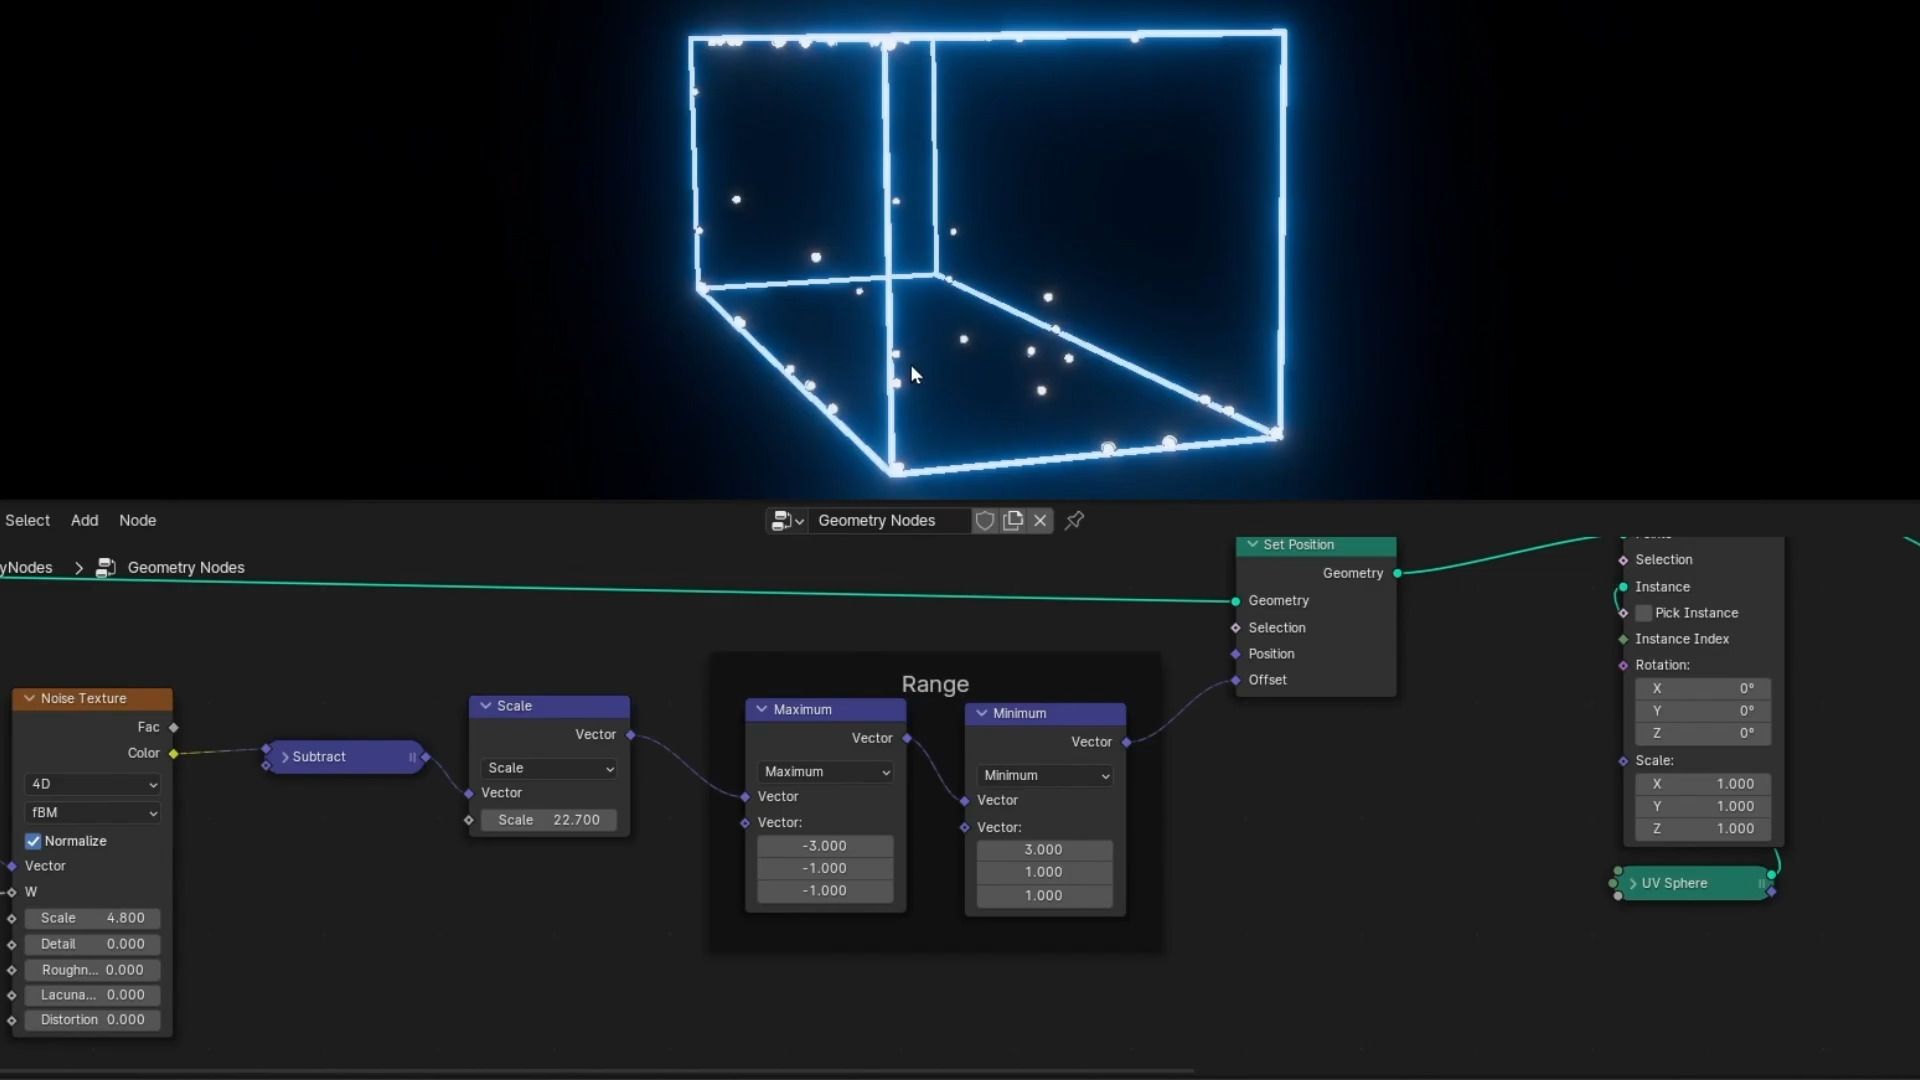 Select Add Node
Geometry Nodes
yNodes > Geometry Nodes
Set Position
Geometry
Geometry
Selection
Position
Offset
Selection
Instance
Pick Instance
Instance Index
Rotation:
X 0°
Y 0°
Z 0°
Scale:
X 1.000
Y 1.000
Z 1.000
UV Sphere
Noise Texture
Fac
Color
4D
fBM
Normalize
Vector
W
Scale 4.800
Detail 0.000
Roughn... 0.000
Lacuna... 0.000
Distortion 0.000
Subtract
Scale
Vector
Scale
Vector
Scale 22.700
Range
Maximum
Vector
Maximum
Vector
Vector:
-3.000
-1.000
-1.000
Minimum
Vector
Minimum
Vector
Vector:
3.000
1.000
1.000